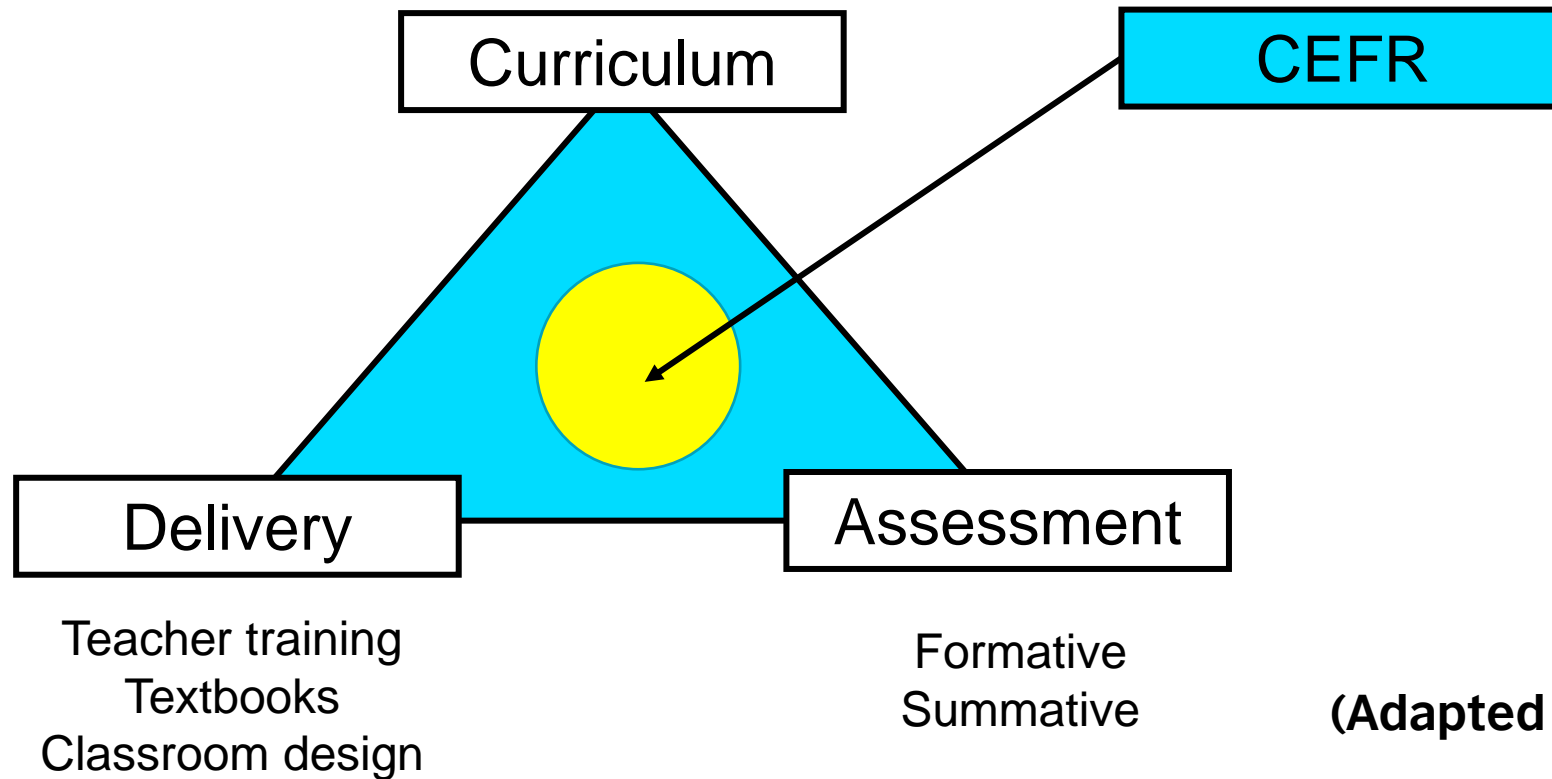 Curriculum
CEFR
Delivery
Assessment
Teacher training
Textbooks
Classroom design
Formative
Summative
(Adapted